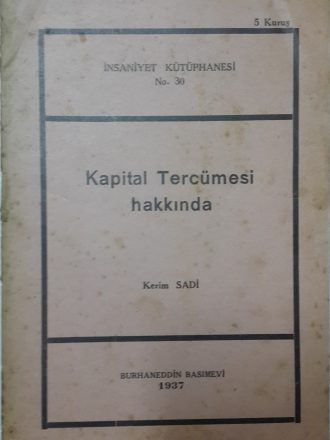 5 Kuruş
İNSANİYET KÜTÜPHANESİ
No. 30
Kapital Tercümesi
hakkında
Kerim SADİ
BURHANEDDİN BASIMEVİ
1937